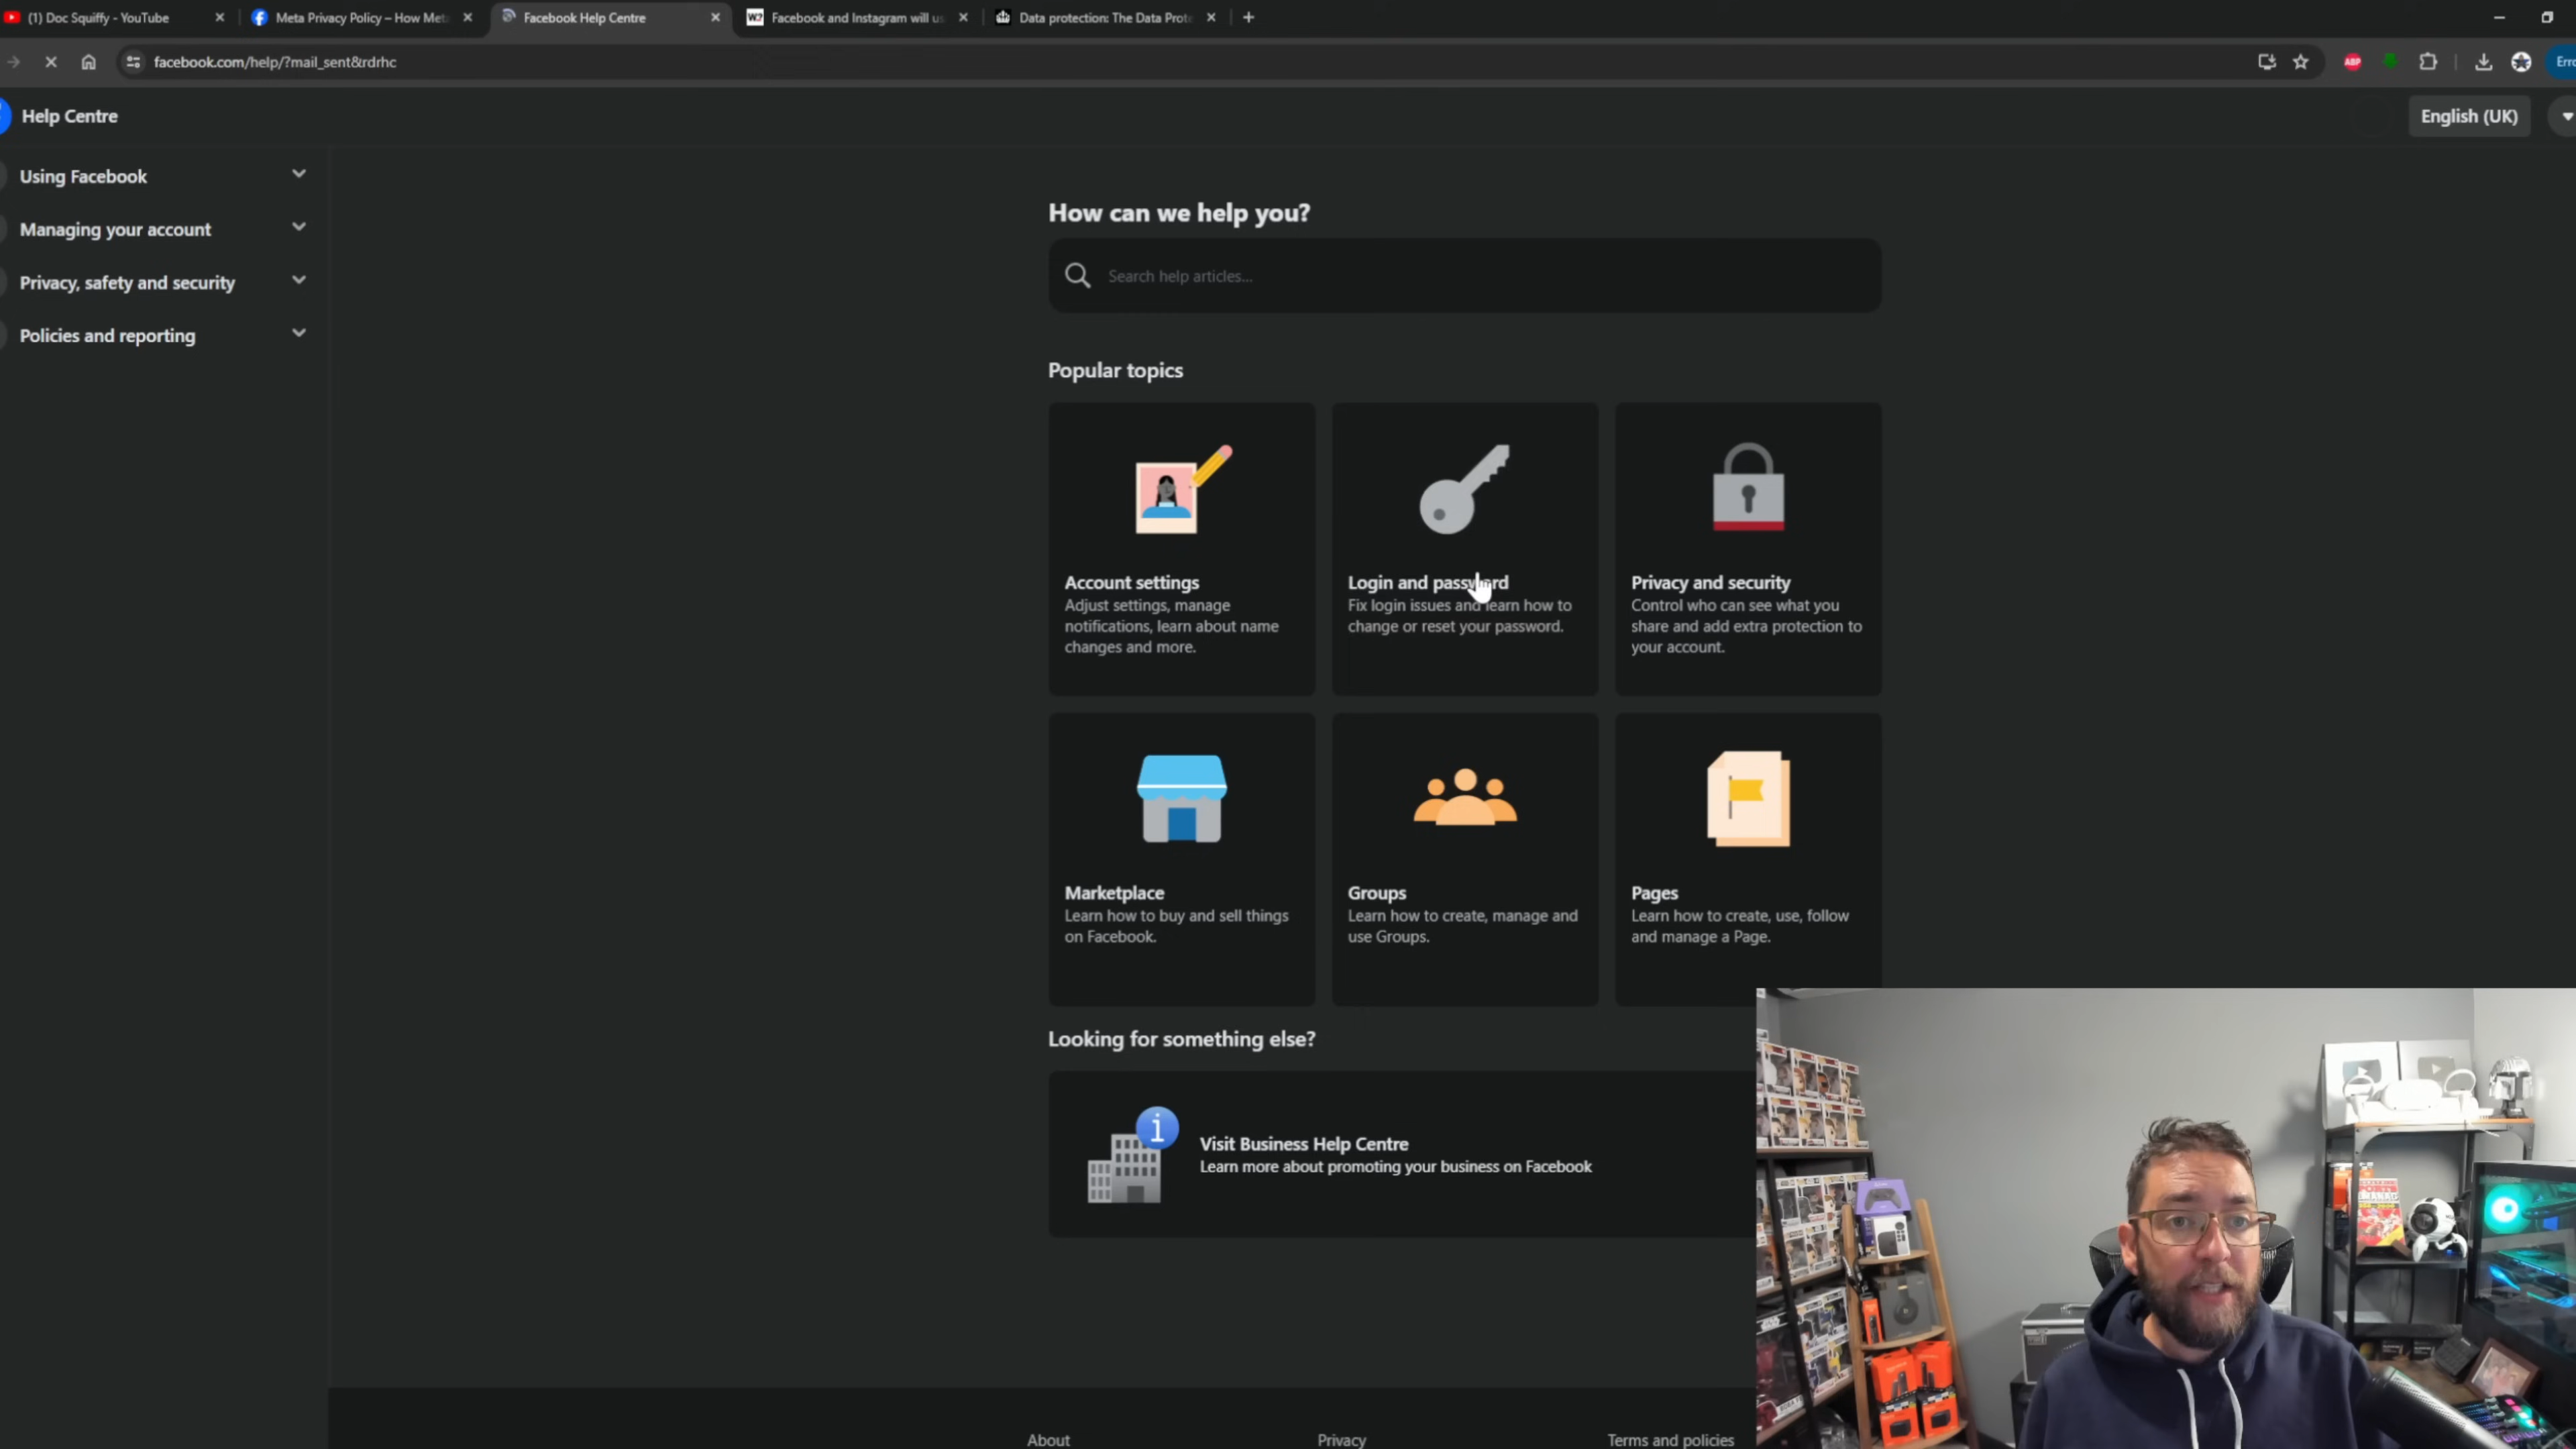 (1) Doc Squiffy - YouTube
Meta Privacy Policy – How Met
Facebook Help Centre
Facebook and Instagram will u
Data protection: The Data Prot
facebook.com/help/?mail_sent&rdrhc
ABP
Erro
Help Centre
English (UK)
Using Facebook
Managing your account
Privacy, safety and security
Policies and reporting
How can we help you?
Search help articles...
Popular topics
Account settings
Adjust settings, manage
notifications, learn about name
changes and more.
Login and password
Fix login issues and learn how to
change or reset your password.
Privacy and security
Control who can see what you
share and add extra protection to
your account.
Marketplace
Learn how to buy and sell things
on Facebook.
Groups
Learn how to create, manage and
use Groups.
Pages
Learn how to create, use, follow
and manage a Page.
Looking for something else?
Visit Business Help Centre
Learn more about promoting your business on Facebook
About
Privacy
Terms and policies